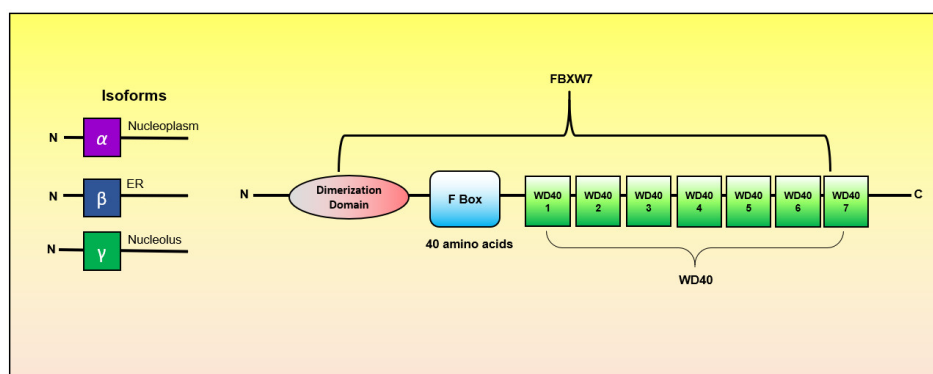 Isoforms
N α Nucleoplasm
N β ER
N γ Nucleolus
FBXW7
N Dimerization Domain F Box WD40 1 WD40 2 WD40 3 WD40 4 WD40 5 WD40 6 WD40 7 C
40 amino acids
WD40